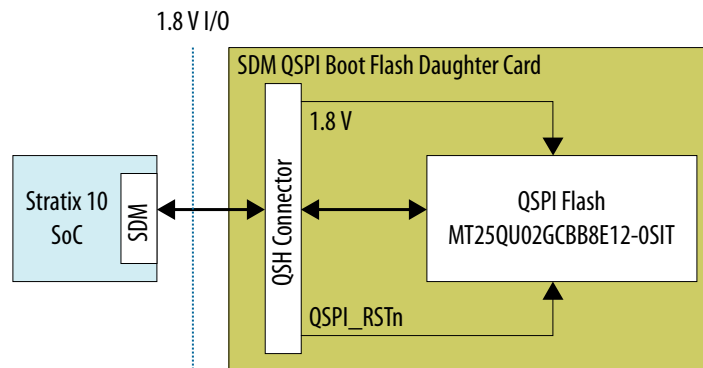 1.8 V I/O
SDM QSPI Boot Flash Daughter Card
1.8 V
Stratix 10
SoC
SDM
QSH Connector
QSPI Flash
MT25QU02GCBB8E12-0SIT
QSPI_RSTn